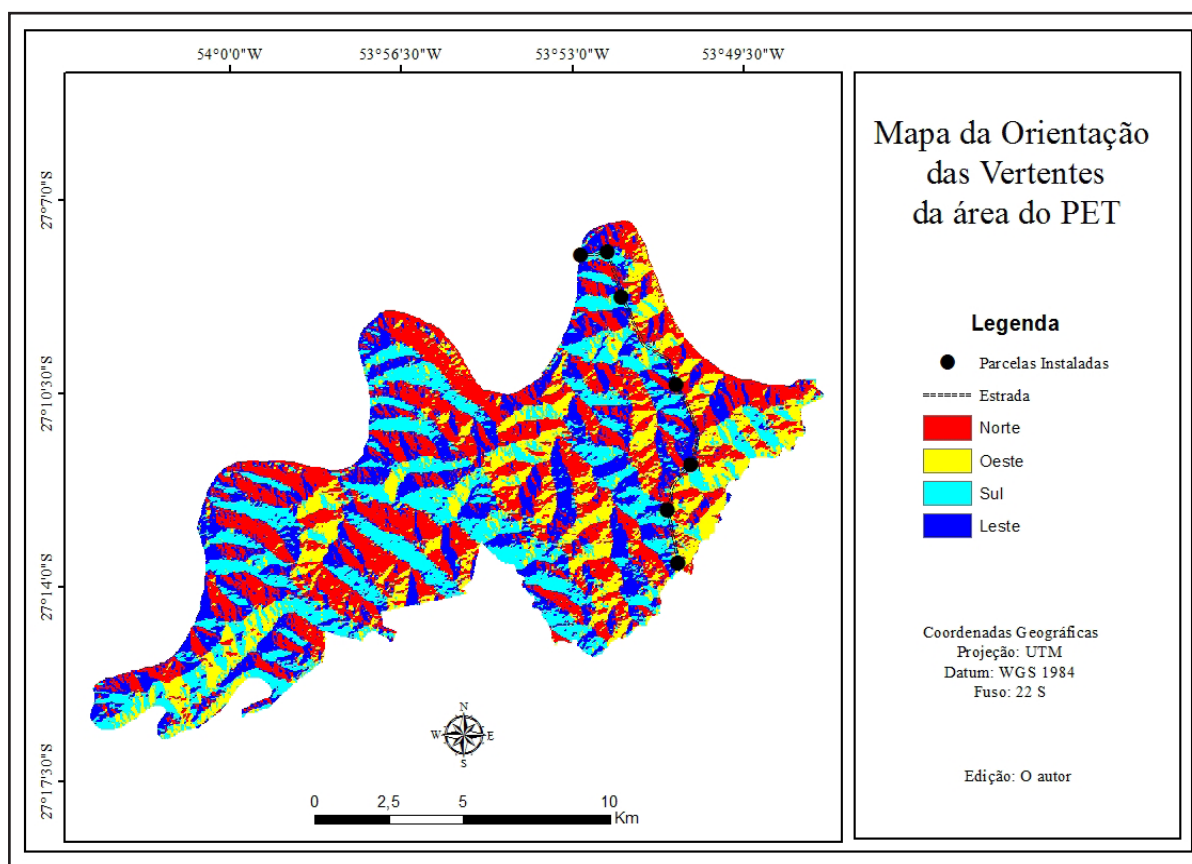 54°0'0"W
53°56'30"W
53°53'0"W
53°49'30"W
27°7'0"S
27°10'30"S
27°14'0"S
27°17'30"S
N
W
E
S
0
2,5
5
10
Km
Mapa da Orientação
das Vertentes
da área do PET
Legenda
Parcelas Instaladas
Estrada
Norte
Oeste
Sul
Leste
Coordenadas Geográficas
Projeção: UTM
Datum: WGS 1984
Fuso: 22 S
Edição: O autor